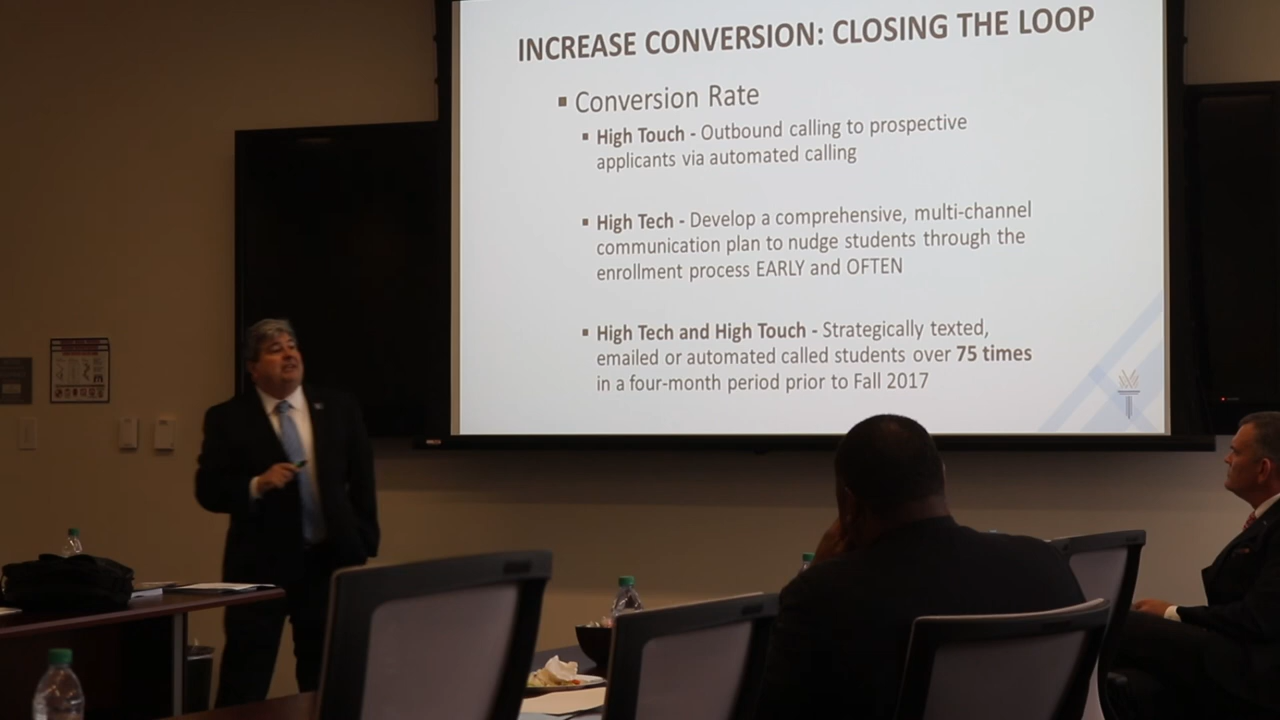 INCREASE CONVERSION: CLOSING THE LOOP
▪ Conversion Rate
▪ High Touch - Outbound calling to prospective
applicants via automated calling
▪ High Tech - Develop a comprehensive, multi-channel
communication plan to nudge students through the
enrollment process EARLY and OFTEN
▪ High Tech and High Touch - Strategically texted,
emailed or automated called students over 75 times
in a four-month period prior to Fall 2017